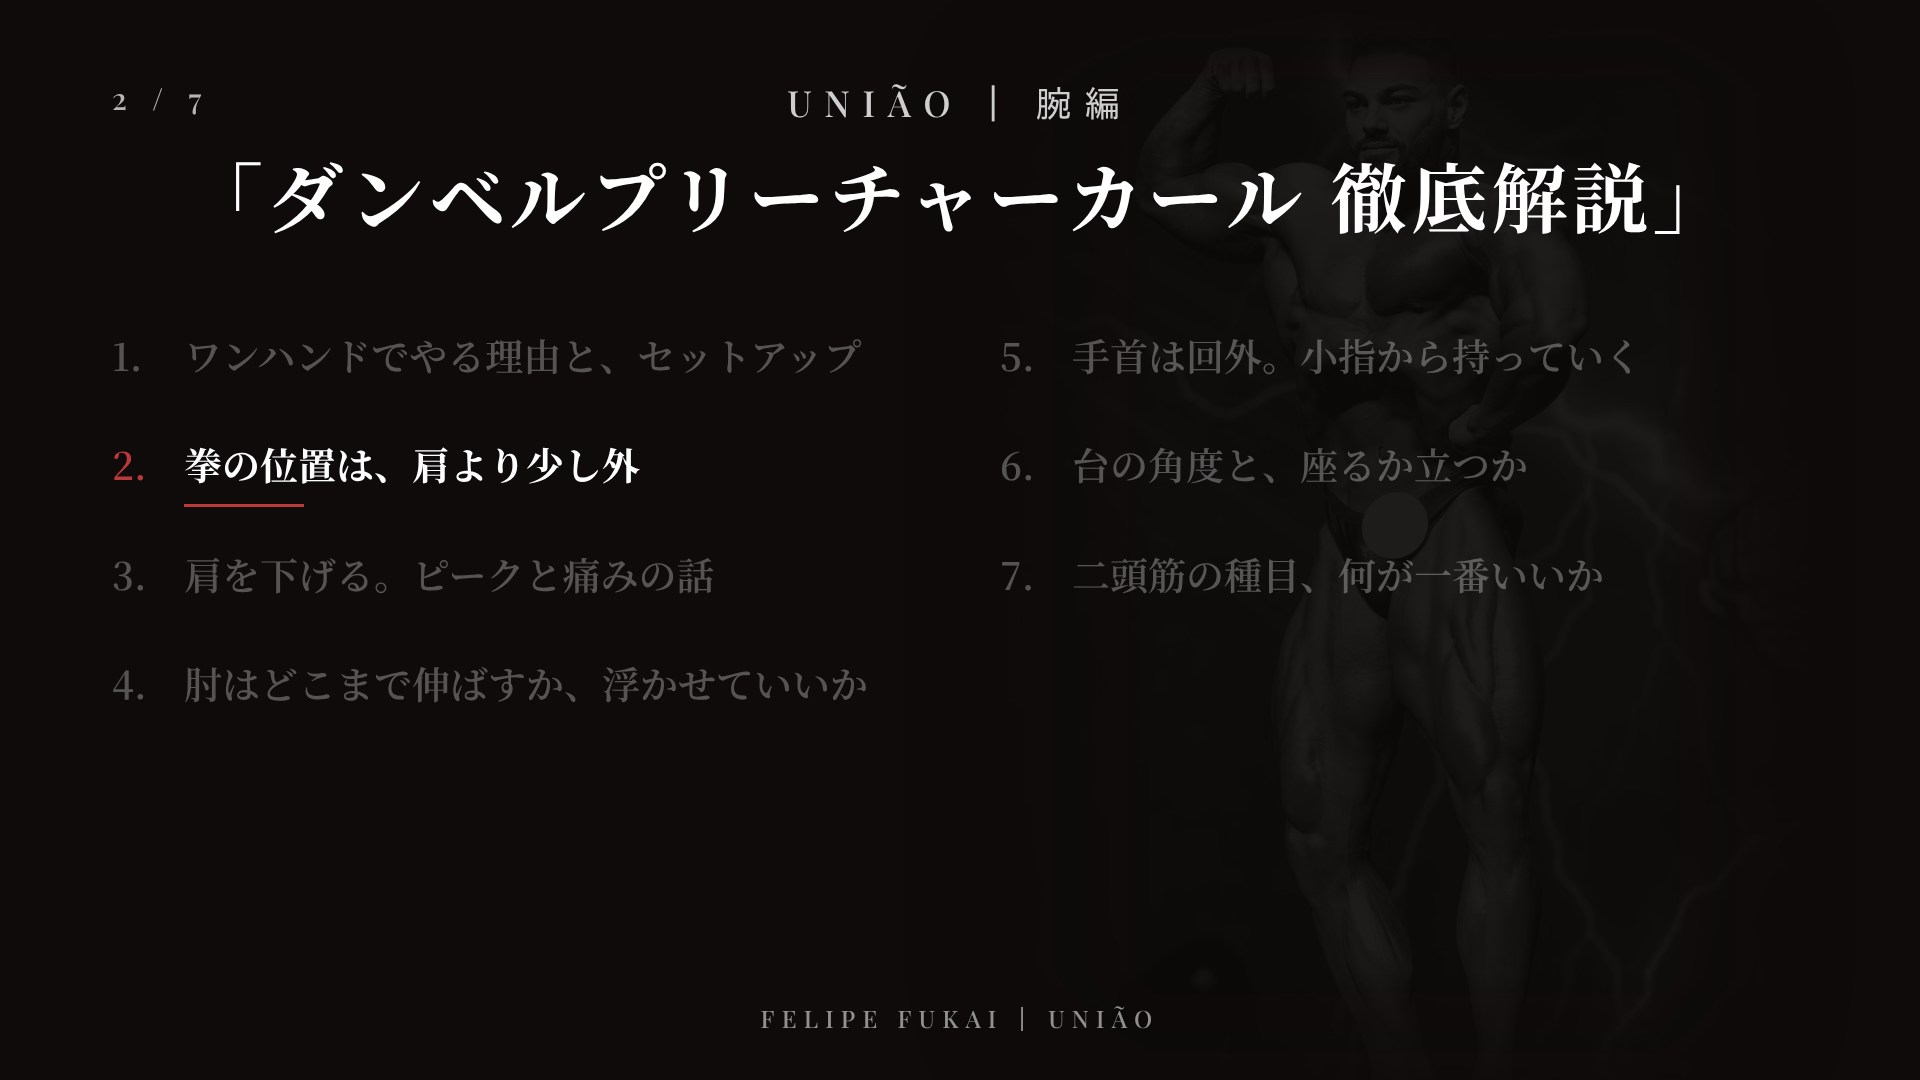 2 / 7
UNIÃO | 腕編
「ダンベルプリーチャーカール 徹底解説」
1. ワンハンドでやる理由と、セットアップ
2. 拳の位置は、肩より少し外
3. 肩を下げる。ピークと痛みの話
4. 肘はどこまで伸ばすか、浮かせていいか
5. 手首は回外。小指から持っていく
6. 台の角度と、座るか立つか
7. 二頭筋の種目、何が一番いいか
FELIPE FUKAI | UNIÃO